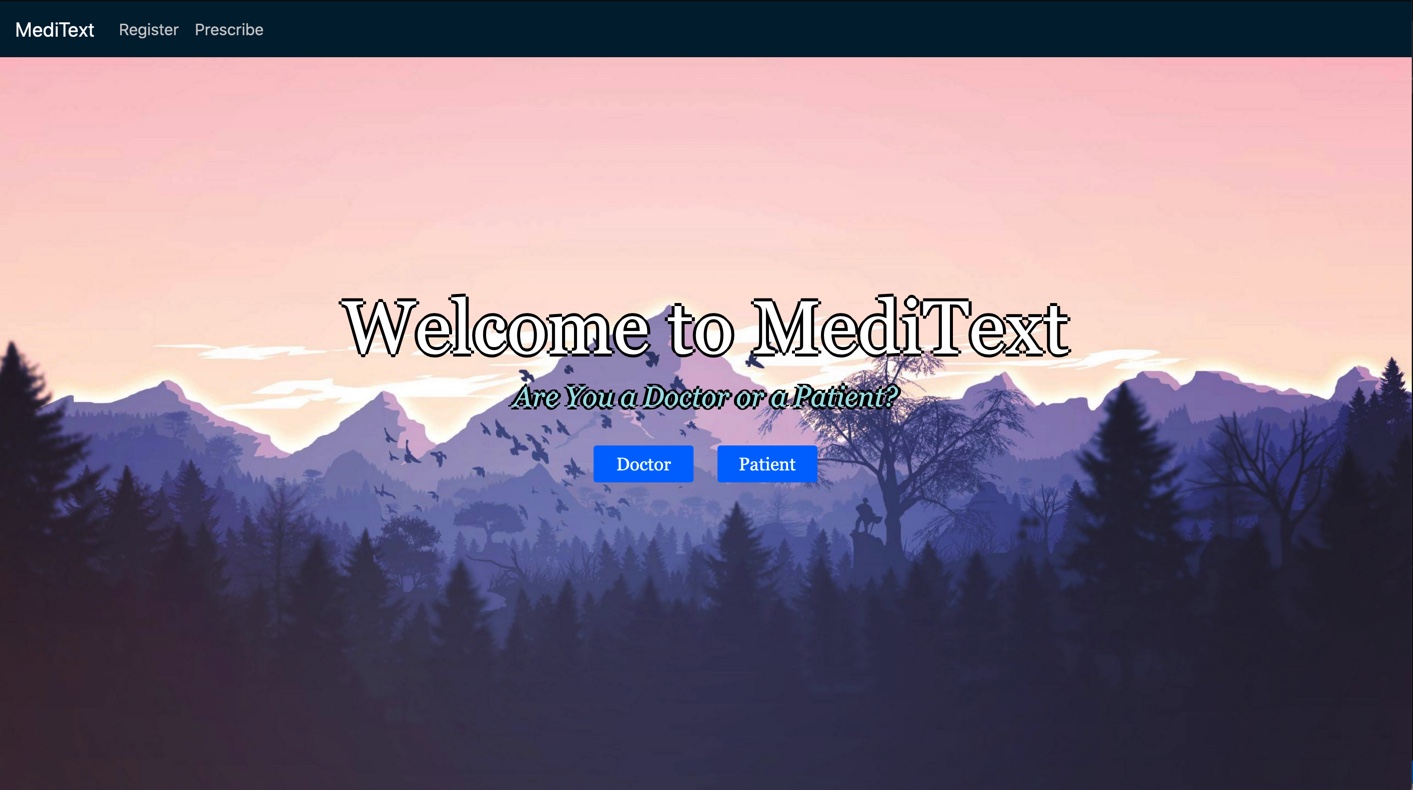 MediText Register Prescribe
Welcome to MediText
Are You a Doctor or a Patient?
Doctor Patient